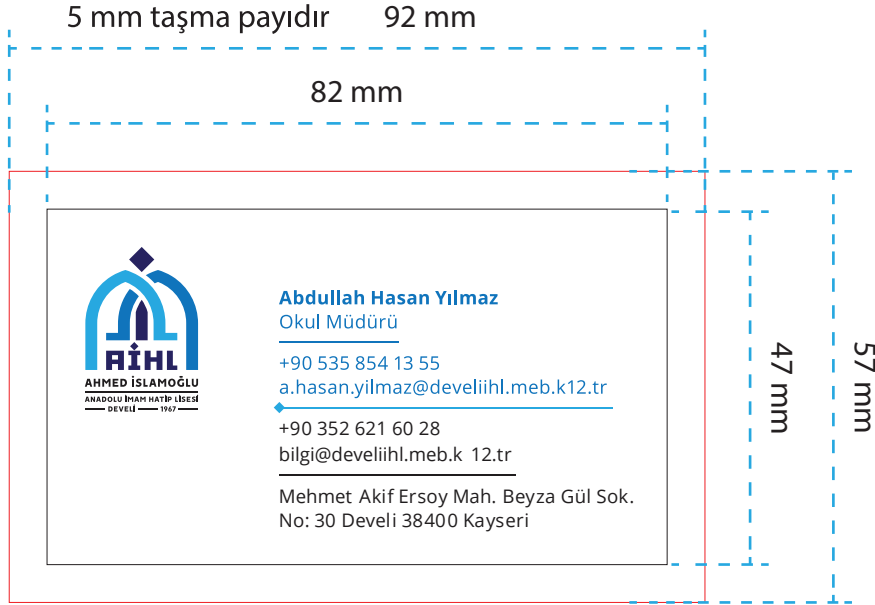 5 mm taşma payıdır 92 mm
82 mm
AİHL
AHMED İSLAMOĞLU
ANADOLU İMAM HATİP LİSESİ
DEVELİ 1967
Abdullah Hasan Yılmaz
Okul Müdürü
+90 535 854 13 55
a.hasan.yilmaz@develiihl.meb.k12.tr
+90 352 621 60 28
bilgi@develiihl.meb.k 12.tr
Mehmet Akif Ersoy Mah. Beyza Gül Sok.
No: 30 Develi 38400 Kayseri
47 mm
57 mm